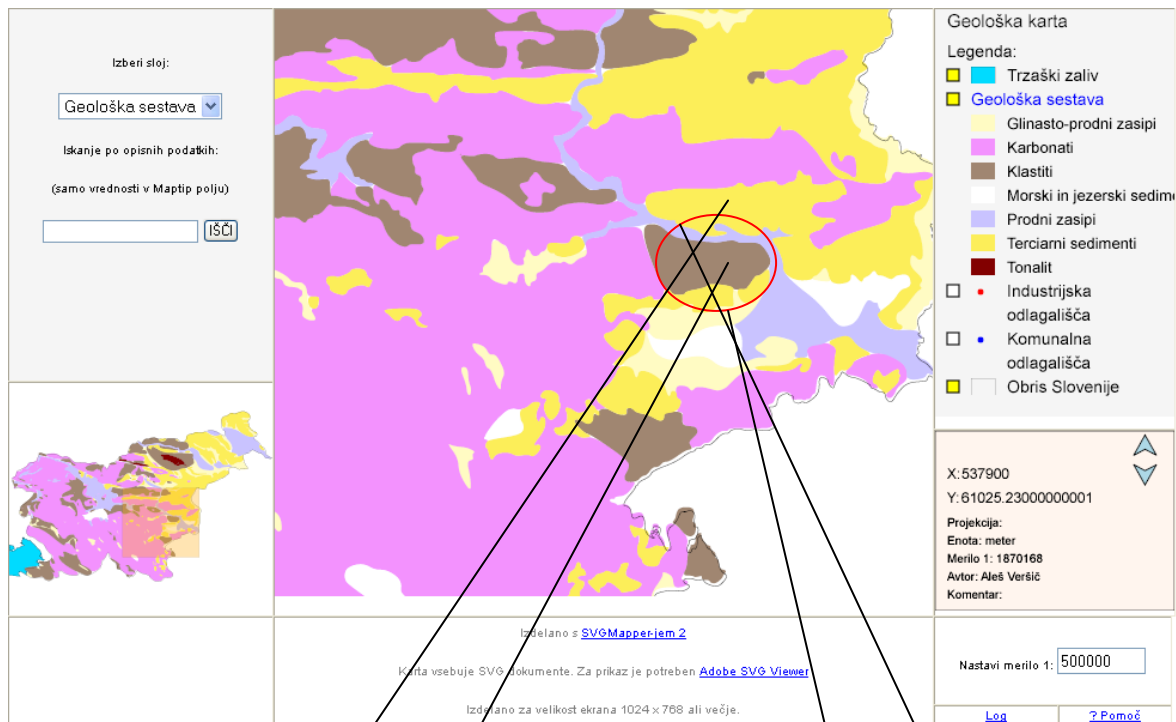 Izberi sloj:
Geološka sestava
Iskanje po opisnih podatkih:
(samo vrednosti v Maptip polju)
IŠČI
Geološka karta
Legenda:
Trzaški zaliv
Geološka sestava
Glinasto-prodni zasipi
Karbonati
Klastiti
Morski in jezerski sedime
Prodni zasipi
Terciarni sedimenti
Tonalit
Industrijska
odlagališča
Komunalna
odlagališča
Obris Slovenije
X:537900
Y:61025.23000000001
Projekcija:
Enota: meter
Merilo 1: 1870168
Avtor: Aleš Veršič
Komentar:
Izdelano s SVGMapper-jem 2
Karta vsebuje SVG dokumente. Za prikaz je potreben Adobe SVG Viewer
Izdelano za velikost ekrana 1024 x 768 ali večje.
Nastavi merilo 1: 500000
Log
? Pomoč